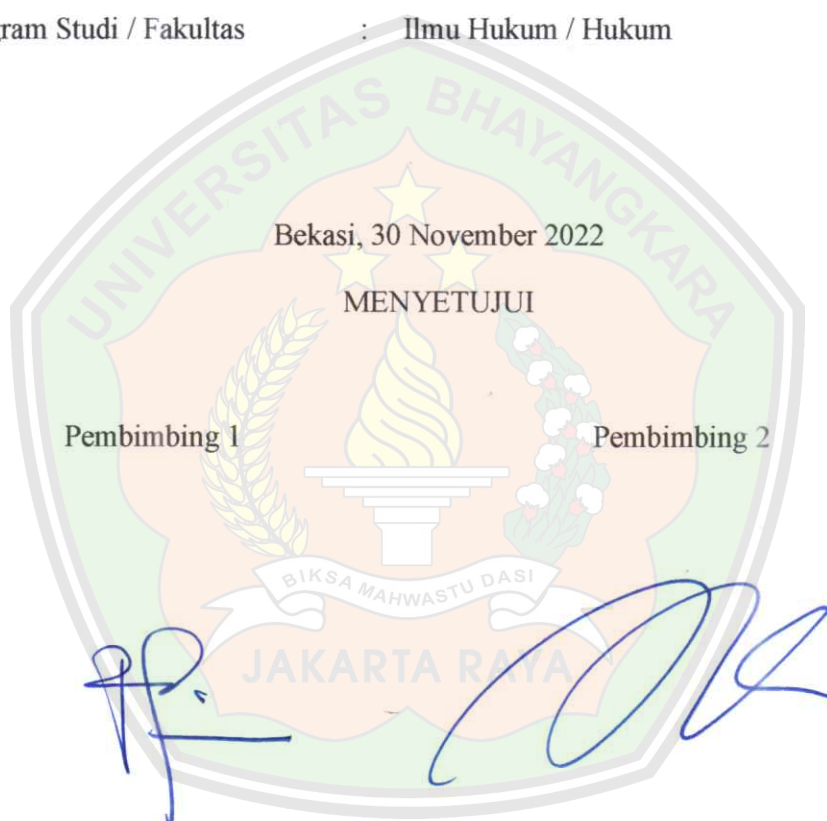 ram Studi / Fakultas : Ilmu Hukum / Hukum
UNIVERSITAS BHAYANGKARA
Bekasi, 30 November 2022
MENYETUJUI
Pembimbing 1 Pembimbing 2
BIKSA MAHWASTU DASI
JAKARTA RAYA